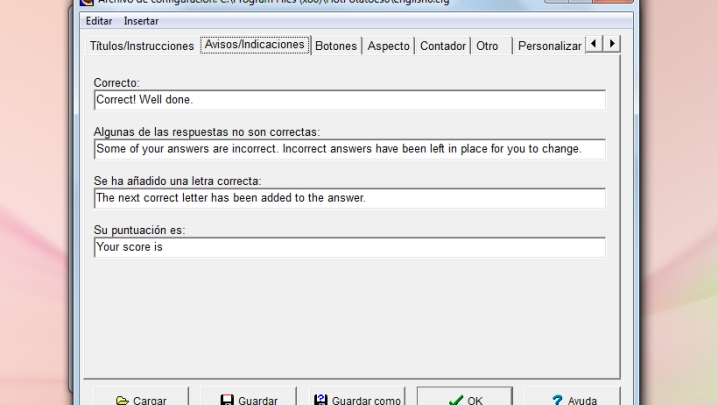 Archivo de configuración: C:\Program Files (x86)\HotPotatoes6\english6.cfg
Editar Insertar
Títulos/Instrucciones Avisos/Indicaciones Botones Aspecto Contador Otro Personalizar
Correcto:
Correct! Well done.
Algunas de las respuestas no son correctas:
Some of your answers are incorrect. Incorrect answers have been left in place for you to change.
Se ha añadido una letra correcta:
The next correct letter has been added to the answer.
Su puntuación es:
Your score is
Cargar Guardar Guardar como OK Ayuda